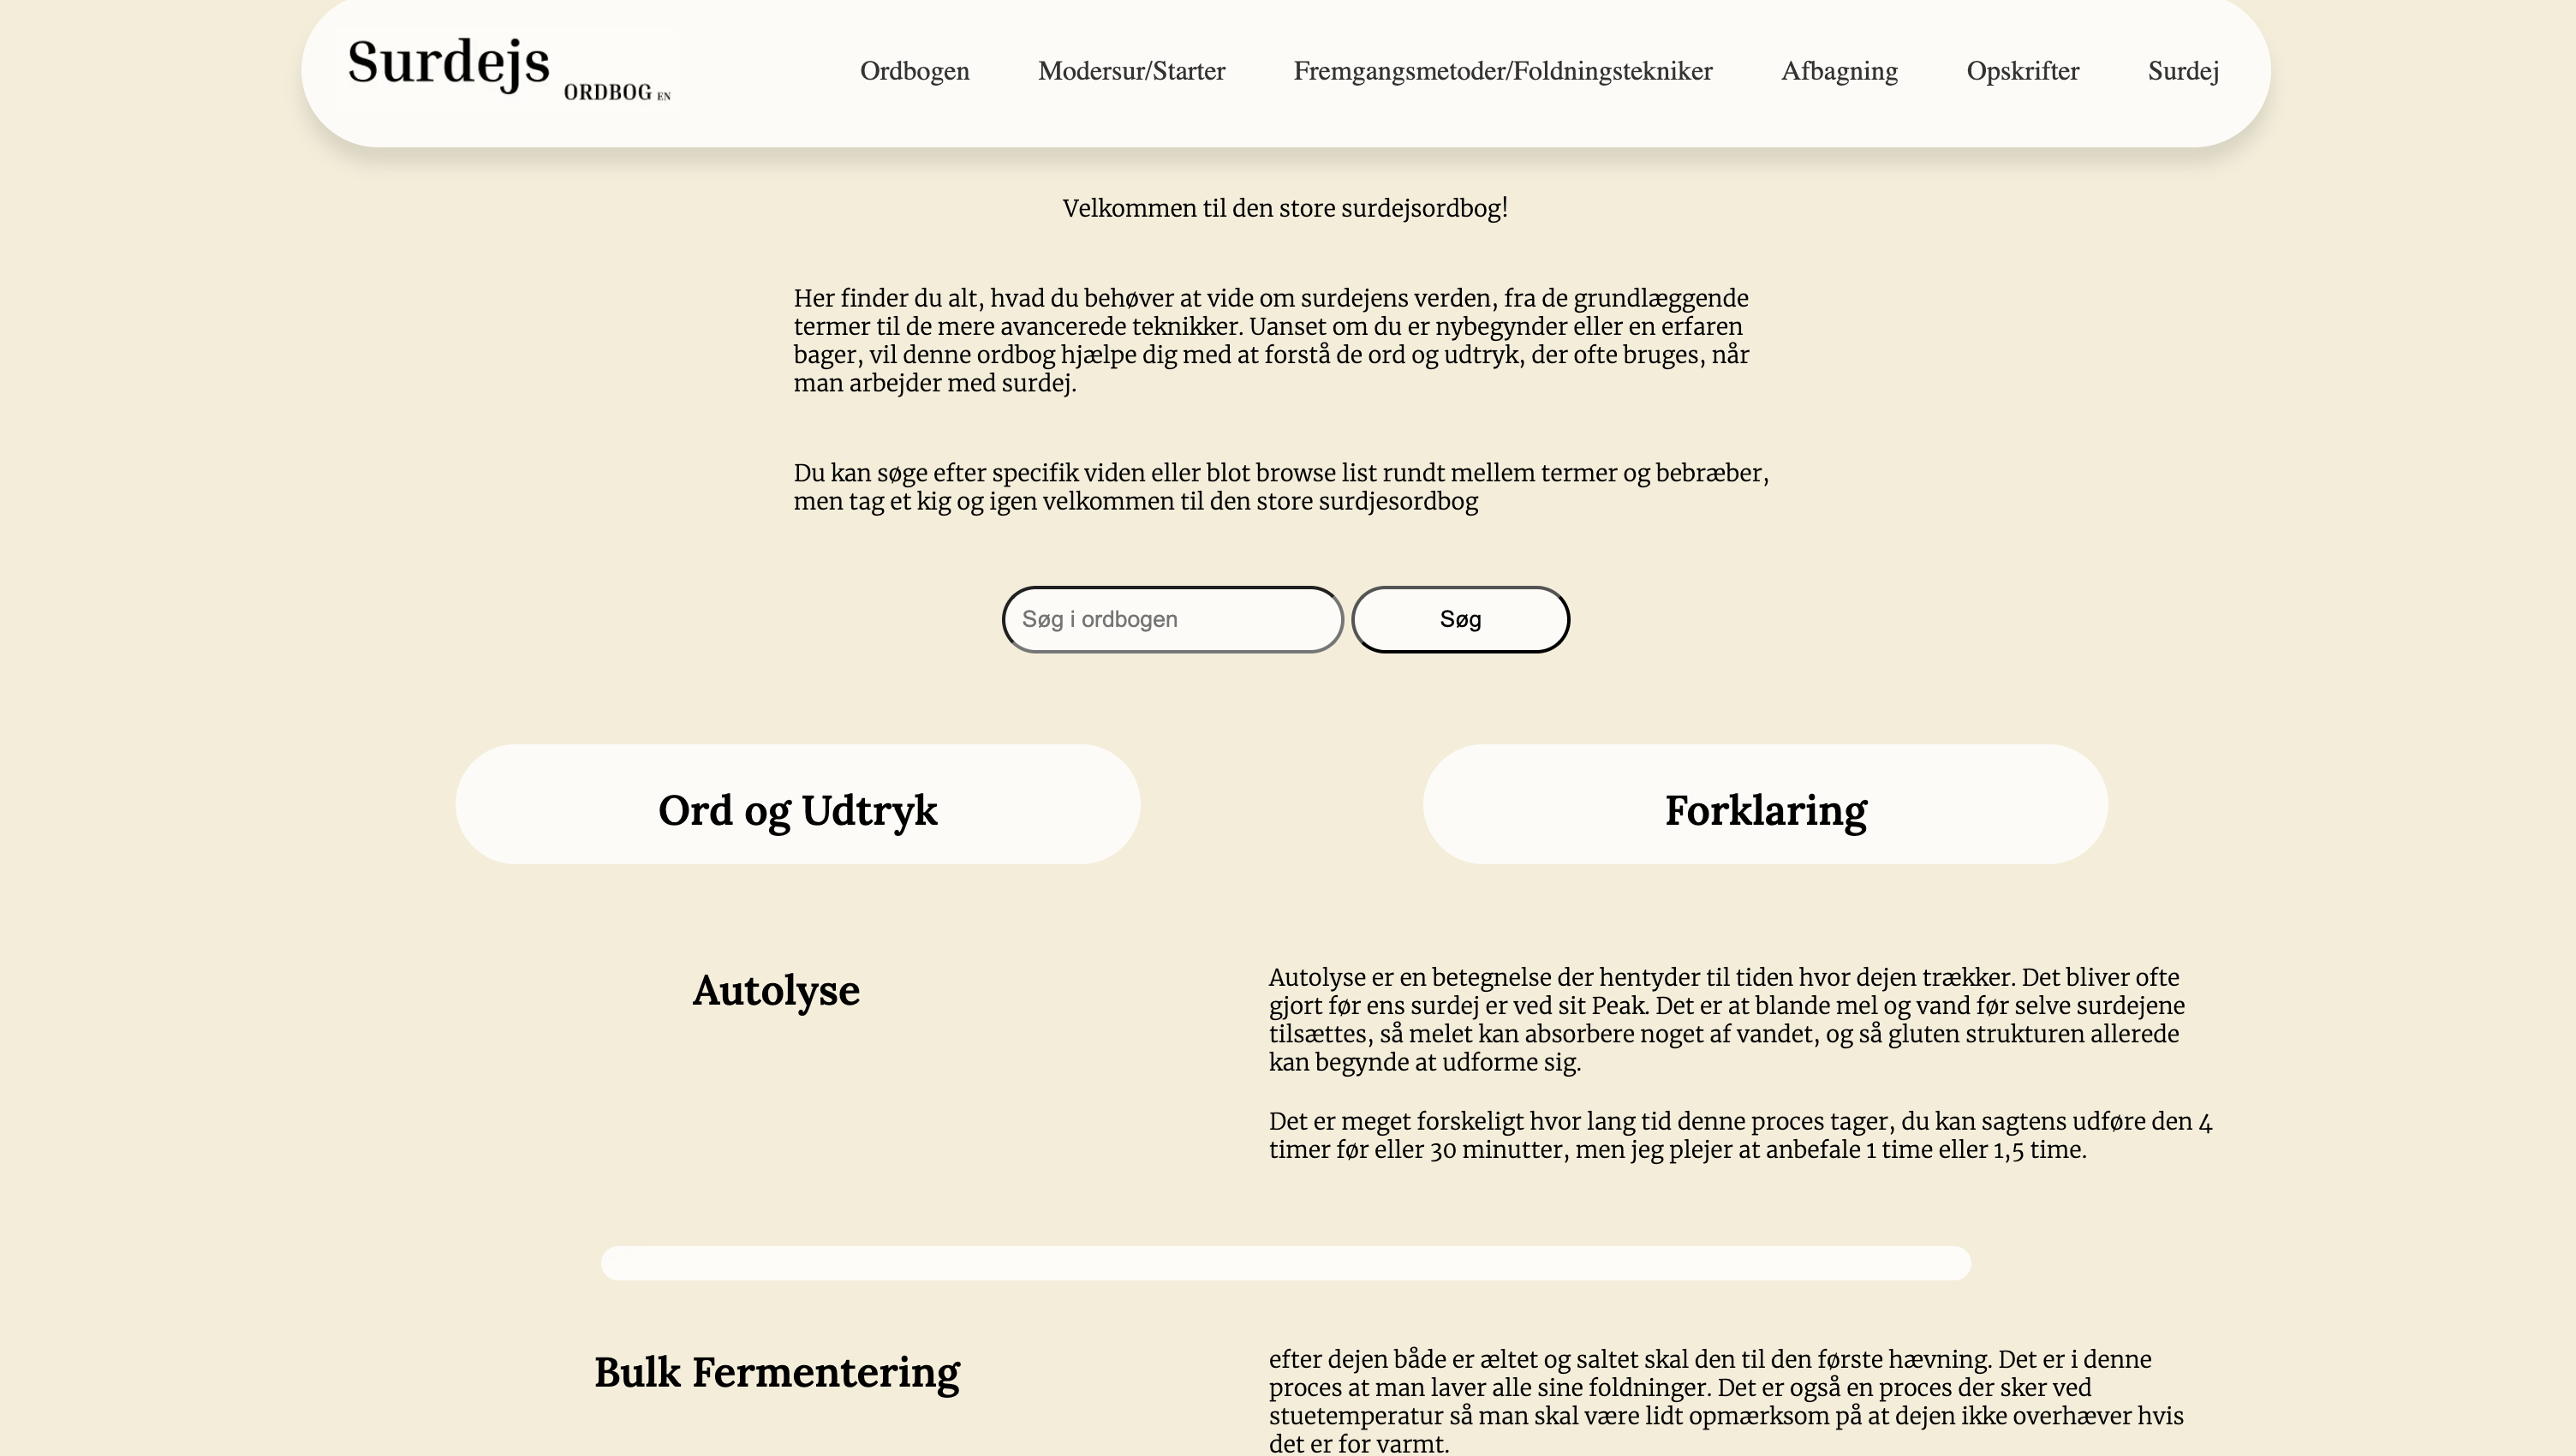 Surdejs
ORDBOG EN
Ordbogen Modersur/Starter Fremgangsmetoder/Foldningstekniker Afbagning Opskrifter Surdej
Velkommen til den store surdejsordbog!
Her finder du alt, hvad du behøver at vide om surdejens verden, fra de grundlæggende
termer til de mere avancerede teknikker. Uanset om du er nybegynder eller en erfaren
bager, vil denne ordbog hjælpe dig med at forstå de ord og udtryk, der ofte bruges, når
man arbejder med surdej.
Du kan søge efter specifik viden eller blot browse list rundt mellem termer og bebræber,
men tag et kig og igen velkommen til den store surdjesordbog
Søg i ordbogen Søg
Ord og Udtryk Forklaring
Autolyse
Autolyse er en betegnelse der hentyder til tiden hvor dejen trækker. Det bliver ofte
gjort før ens surdej er ved sit Peak. Det er at blande mel og vand før selve surdejene
tilsættes, så melet kan absorbere noget af vandet, og så gluten strukturen allerede
kan begynde at udforme sig.
Det er meget forskeligt hvor lang tid denne proces tager, du kan sagtens udføre den 4
timer før eller 30 minutter, men jeg plejer at anbefale 1 time eller 1,5 time.
Bulk Fermentering
efter dejen både er æltet og saltet skal den til den første hævning. Det er i denne
proces at man laver alle sine foldninger. Det er også en proces der sker ved
stuetemperatur så man skal være lidt opmærksom på at dejen ikke overhæver hvis
det er for varmt.